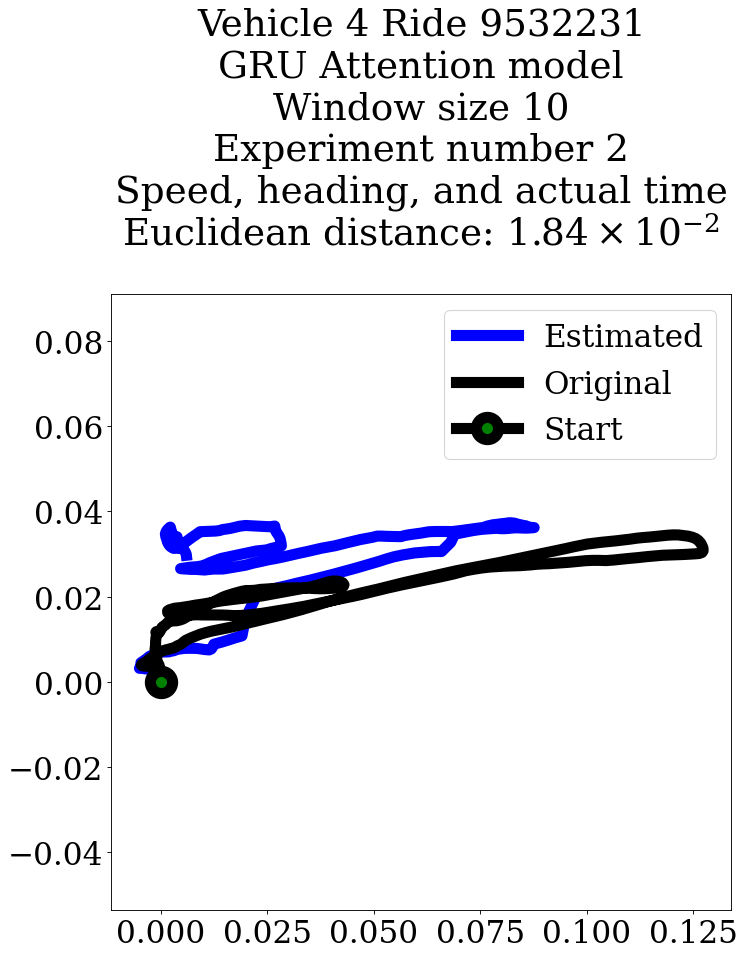 Vehicle 4 Ride 9532231
GRU Attention model
Window size 10
Experiment number 2
Speed, heading, and actual time
Euclidean distance: 1.84 × 10⁻²
Estimated
Original
Start
0.08
0.06
0.04
0.02
0.00
−0.02
−0.04
0.000 0.025 0.050 0.075 0.100 0.125